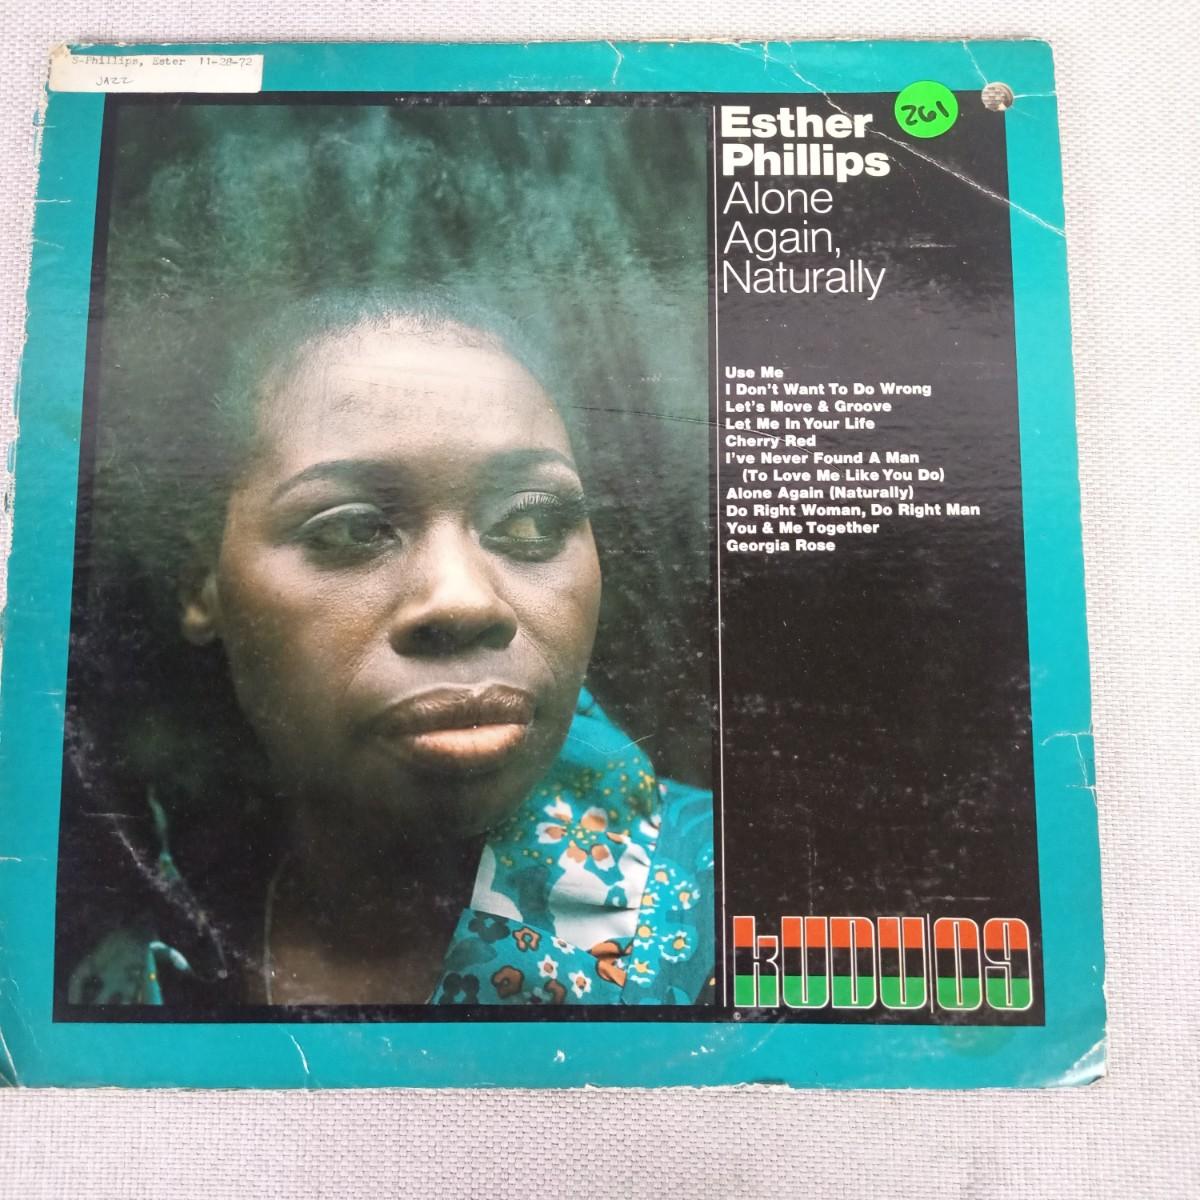 S-Phillips, Ester 11-28-72
JAZZ
261
Esther
Phillips
Alone
Again,
Naturally
Use Me
I Don't Want To Do Wrong
Let's Move & Groove
Let Me In Your Life
Cherry Red
I've Never Found A Man
(To Love Me Like You Do)
Alone Again (Naturally)
Do Right Woman, Do Right Man
You & Me Together
Georgia Rose
kUDU|09